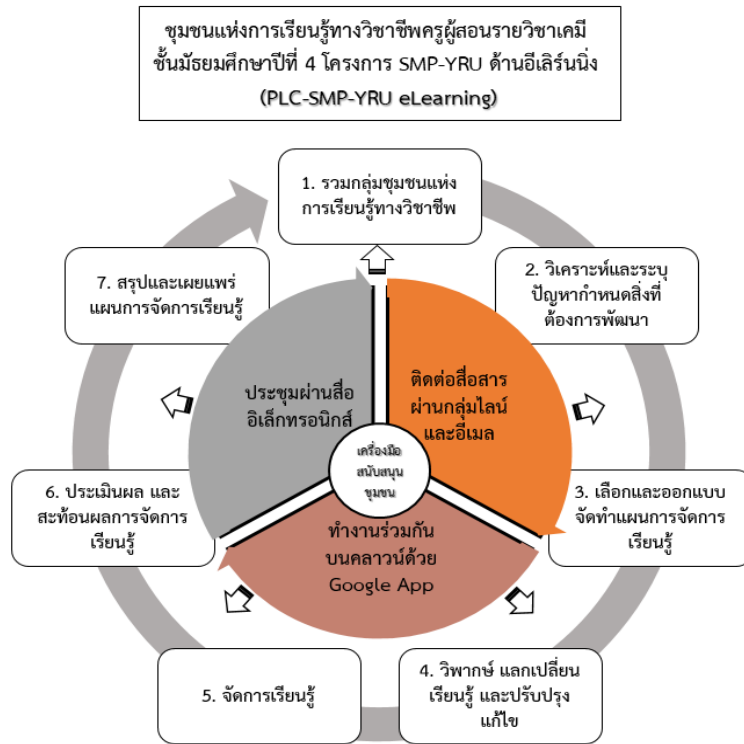 ชุมชนแห่งการเรียนรู้ทางวิชาชีพครูผู้สอนรายวิชาเคมี
ชั้นมัธยมศึกษาปีที่ 4 โครงการ SMP-YRU ด้านอีเลิร์นนิ่ง
(PLC-SMP-YRU eLearning)
1. รวมกลุ่มชุมชนแห่ง
การเรียนรู้ทางวิชาชีพ
2. วิเคราะห์และระบุ
ปัญหากำหนดสิ่งที่
ต้องการพัฒนา
3. เลือกและออกแบบ
จัดทำแผนการจัดการ
เรียนรู้
4. วิพากษ์ แลกเปลี่ยน
เรียนรู้ และปรับปรุง
แก้ไข
5. จัดการเรียนรู้
6. ประเมินผล และ
สะท้อนผลการจัดการ
เรียนรู้
7. สรุปและเผยแพร่
แผนการจัดการเรียนรู้
ประชุมผ่านสื่อ
อิเล็กทรอนิกส์
ติดต่อสื่อสาร
ผ่านกลุ่มไลน์
และอีเมล
เครื่องมือ
สนับสนุน
ชุมชน
ทำงานร่วมกัน
บนคลาวน์ด้วย
Google App